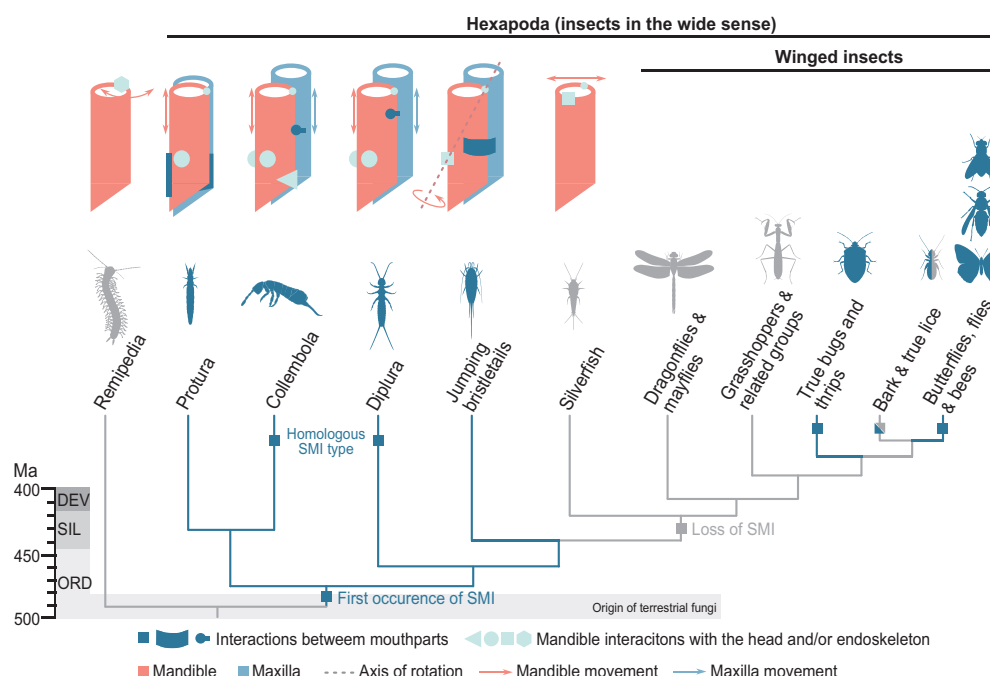 Hexapoda (insects in the wide sense)
Winged insects
Remipedia
Protura
Collembola
Diplura
Jumping
bristletails
Silverfish
Dragonflies &
mayflies
Grasshoppers &
related groups
True bugs and
thrips
Bark & true lice
Butterflies, flies
& bees
Homologous
SMI type
Ma
400
DEV
SIL
Loss of SMI
450
ORD
First occurence of SMI
Origin of terrestrial fungi
500
Interactions betweem mouthparts
Mandible interacitons with the head and/or endoskeleton
Mandible
Maxilla
Axis of rotation
Mandible movement
Maxilla movement